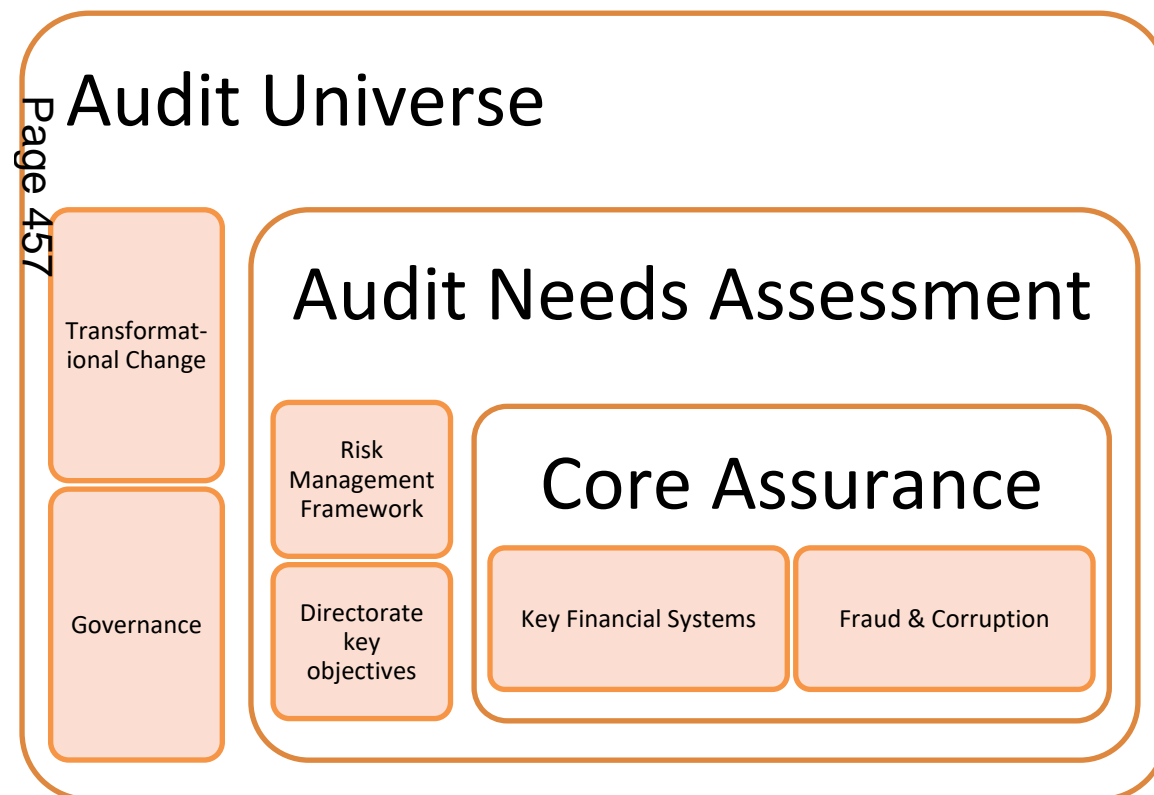 Page 457
Audit Universe
Transformat-
ional Change
Governance
Audit Needs Assessment
Risk
Management
Framework
Directorate
key
objectives
Core Assurance
Key Financial Systems
Fraud & Corruption